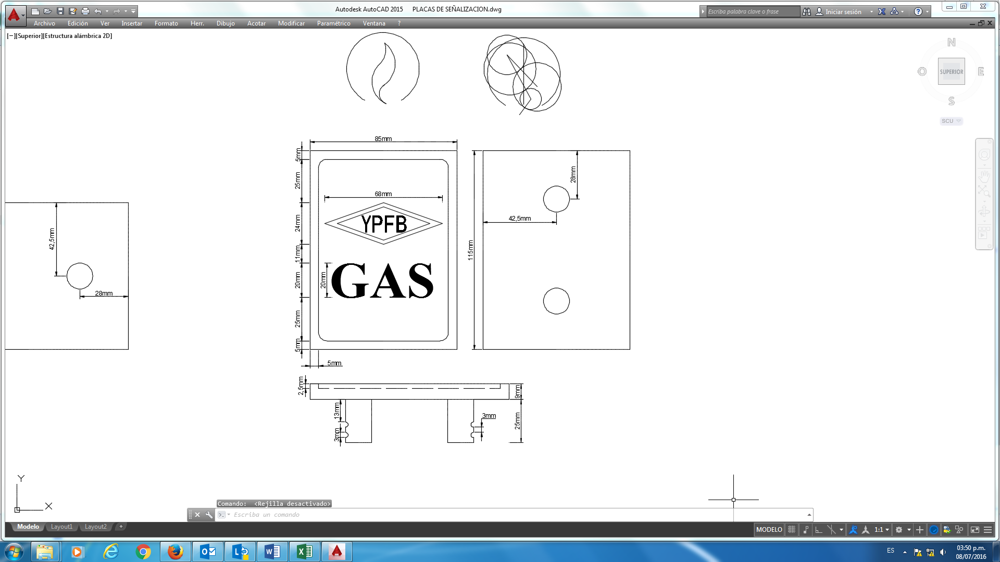 Autodesk AutoCAD 2015 PLACAS DE SEÑALIZACION.dwg
Escriba palabra clave o frase
Iniciar sesión
Archivo Edición Ver Insertar Formato Herr. Dibujo Acotar Modificar Paramétrico Ventana ?
[−][Superior][Estructura alámbrica 2D]
N
O SUPERIOR E
S
SCU
85mm
5mm
25mm
28mm
68mm
24mm
YPFB
42,5mm
42,5mm
115mm
11mm
20mm
20mm
GAS
28mm
25mm
5mm
5mm
2,5mm
9mm
13mm
3mm
25mm
3mm
Y
X
Comando: <Rejilla desactivado>
Escriba un comando
Modelo Layout1 Layout2 +
MODELO 1:1
ES
03:50 p.m.
08/07/2016